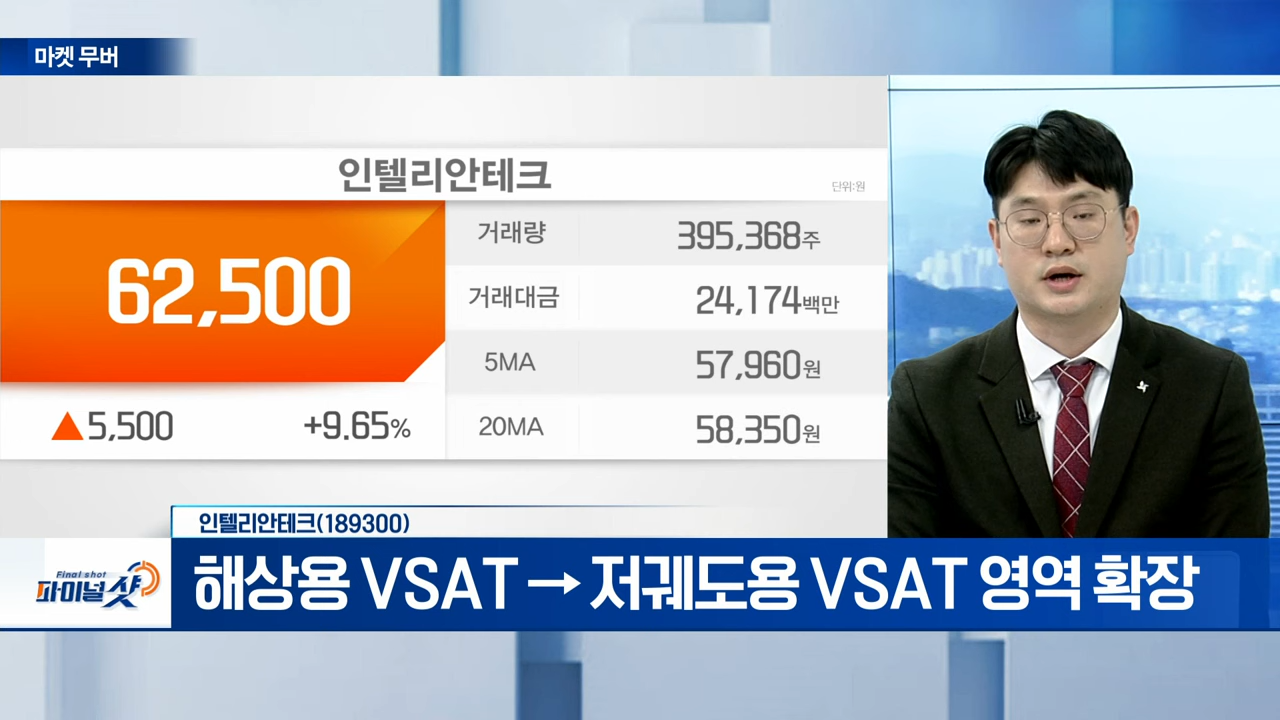 마켓 무버
인텔리안테크
단위:원
62,500
▲5,500 +9.65%
거래량 395,368주
거래대금 24,174백만
5MA 57,960원
20MA 58,350원
인텔리안테크(189300)
Final shot
파이널샷
해상용 VSAT → 저궤도용 VSAT 영역 확장